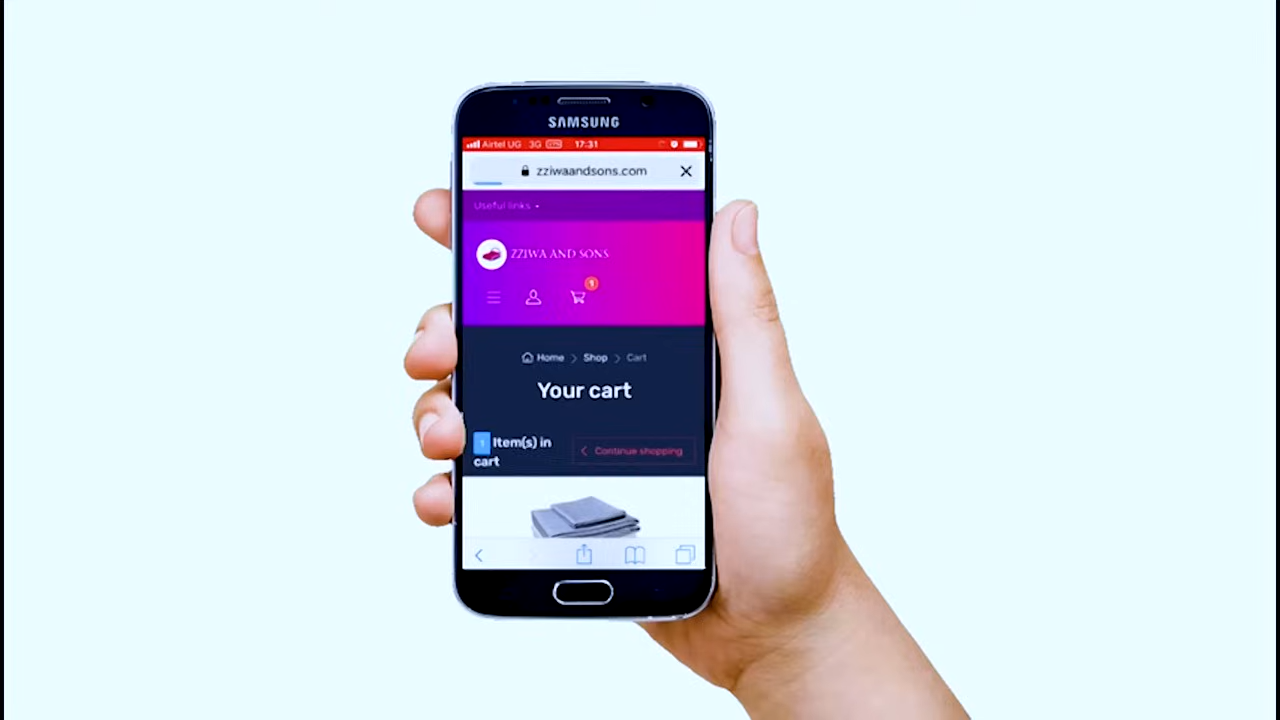 SAMSUNG
Airtel UG 3G VPN 17:31
zziwaandsons.com
Useful links
ZZIWA AND SONS
1
Home > Shop > Cart
Your cart
1 Item(s) in
cart
Continue shopping